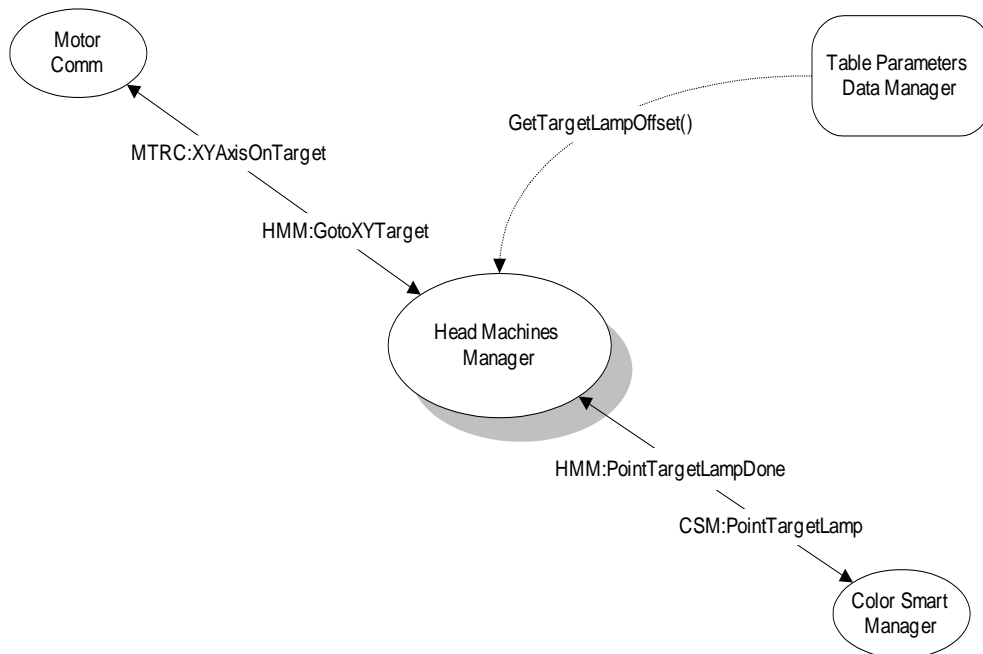 Motor
Comm
Table Parameters
Data Manager
GetTargetLampOffset()
MTRC:XYAxisOnTarget
HMM:GotoXYTarget
Head Machines
Manager
HMM:PointTargetLampDone
CSM:PointTargetLamp
Color Smart
Manager